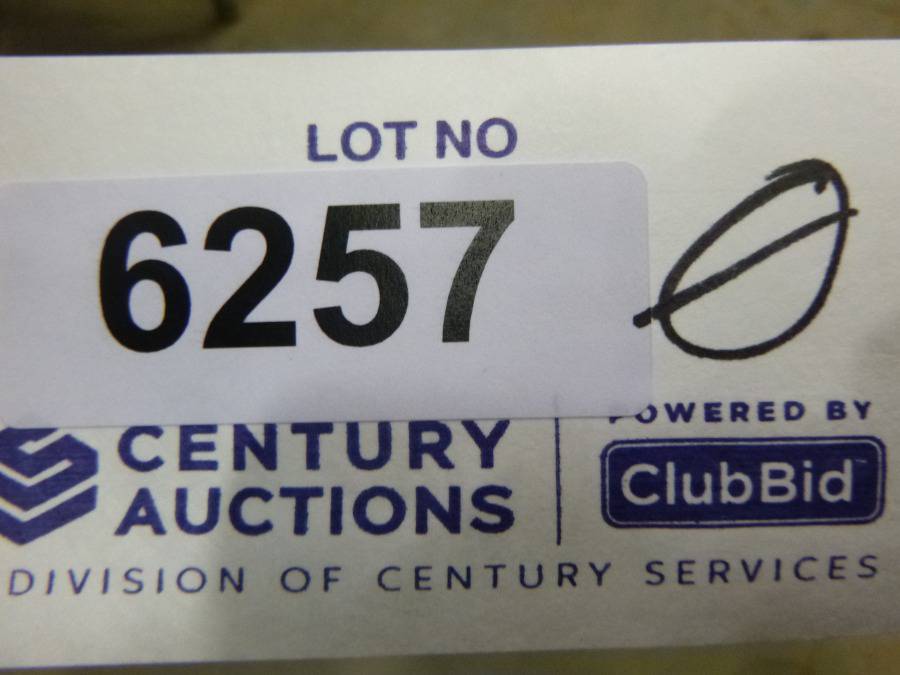 LOT NO
6257 Ø
CENTURY
AUCTIONS
POWERED BY
ClubBid
DIVISION OF CENTURY SERVICES